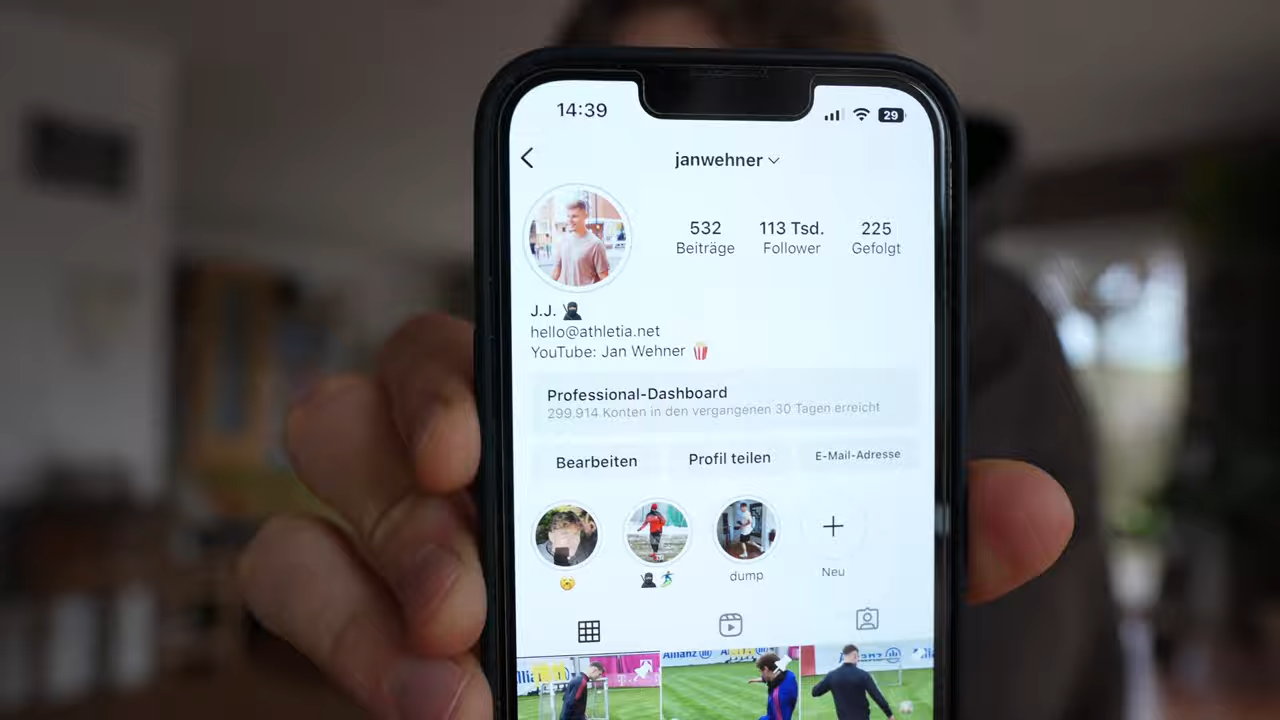 14:39
29
janwehner
532
113 Tsd.
225
Beiträge
Follower
Gefolgt
J.J.
hello@athletia.net
YouTube: Jan Wehner
Professional-Dashboard
299.914 Konten in den vergangenen 30 Tagen erreicht
Bearbeiten
Profil teilen
E-Mail-Adresse
dump
Neu
Allianz